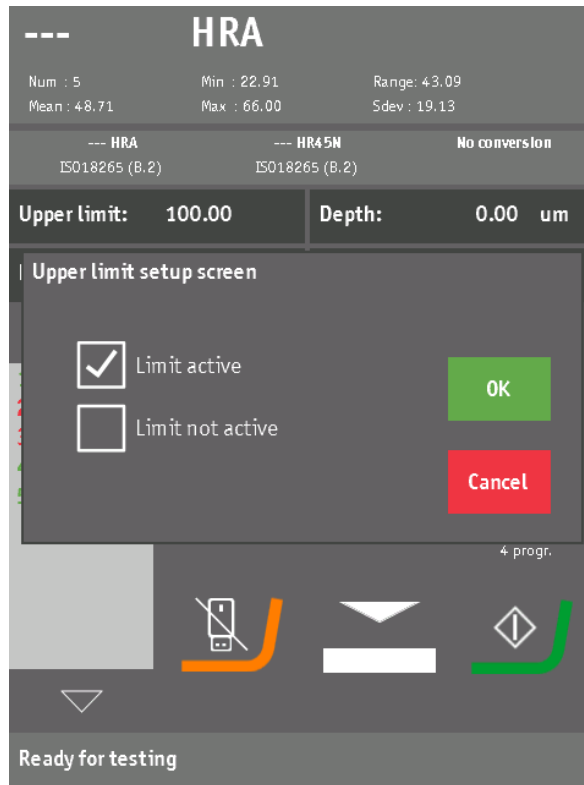 --- HRA
Num : 5 Min : 22.91 Range: 43.09
Mean : 48.71 Max : 66.00 Sdev : 19.13
--- HRA --- HR45N No conversion
ISO18265 (B.2) ISO18265 (B.2)
Upper limit: 100.00 Depth: 0.00 um
Upper limit setup screen
Limit active
OK
Limit not active
Cancel
4 progr.
Ready for testing